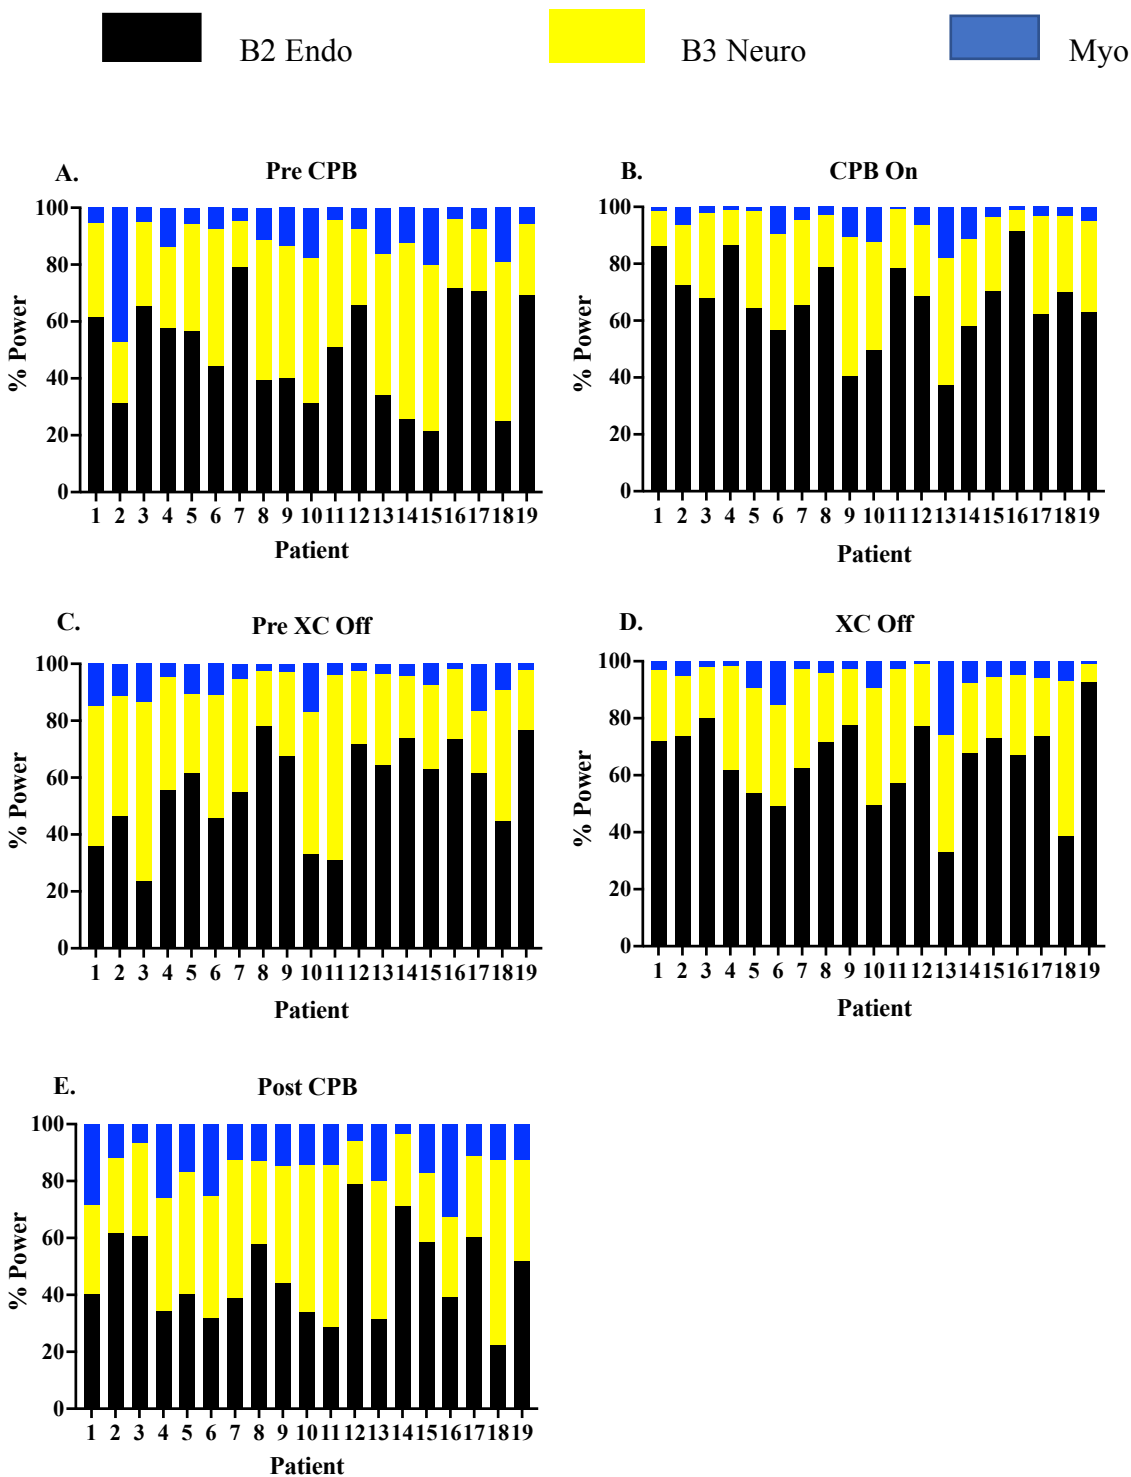 B2 Endo B3 Neuro Myo
A. Pre CPB
100
80
60
40
20
0
% Power
1 2 3 4 5 6 7 8 9 10 11 12 13 14 15 16 17 18 19
Patient
B. CPB On
100
80
60
40
20
0
% Power
1 2 3 4 5 6 7 8 9 10 11 12 13 14 15 16 17 18 19
Patient
C. Pre XC Off
100
80
60
40
20
0
% Power
1 2 3 4 5 6 7 8 9 10 11 12 13 14 15 16 17 18 19
Patient
D. XC Off
100
80
60
40
20
0
% Power
1 2 3 4 5 6 7 8 9 10 11 12 13 14 15 16 17 18 19
Patient
E. Post CPB
100
80
60
40
20
0
% Power
1 2 3 4 5 6 7 8 9 10 11 12 13 14 15 16 17 18 19
Patient